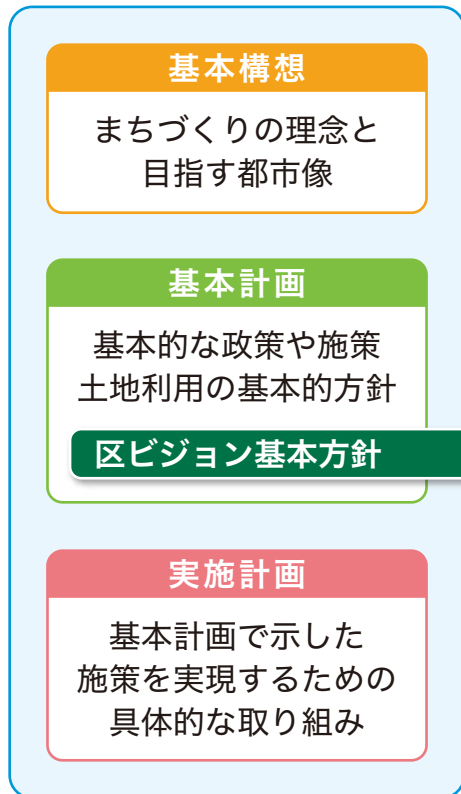 基本構想
まちづくりの理念と
目指す都市像
基本計画
基本的な政策や施策
土地利用の基本的方針
区ビジョン基本方針
実施計画
基本計画で示した
施策を実現するための
具体的な取り組み